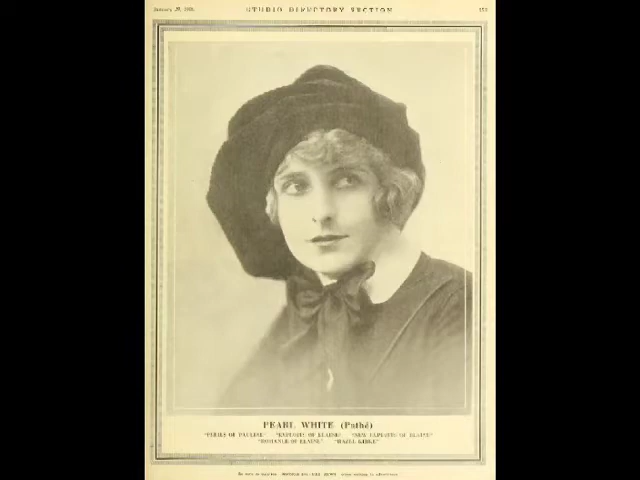 STUDIO DIRECTORY SECTION
PEARL WHITE (Pathé)
"PERILS OF PAULINE" "EXPLOITS OF ELAINE" "NEW EXPLOITS OF ELAINE"
"ROMANCE OF ELAINE" "HAZEL KIRKE"